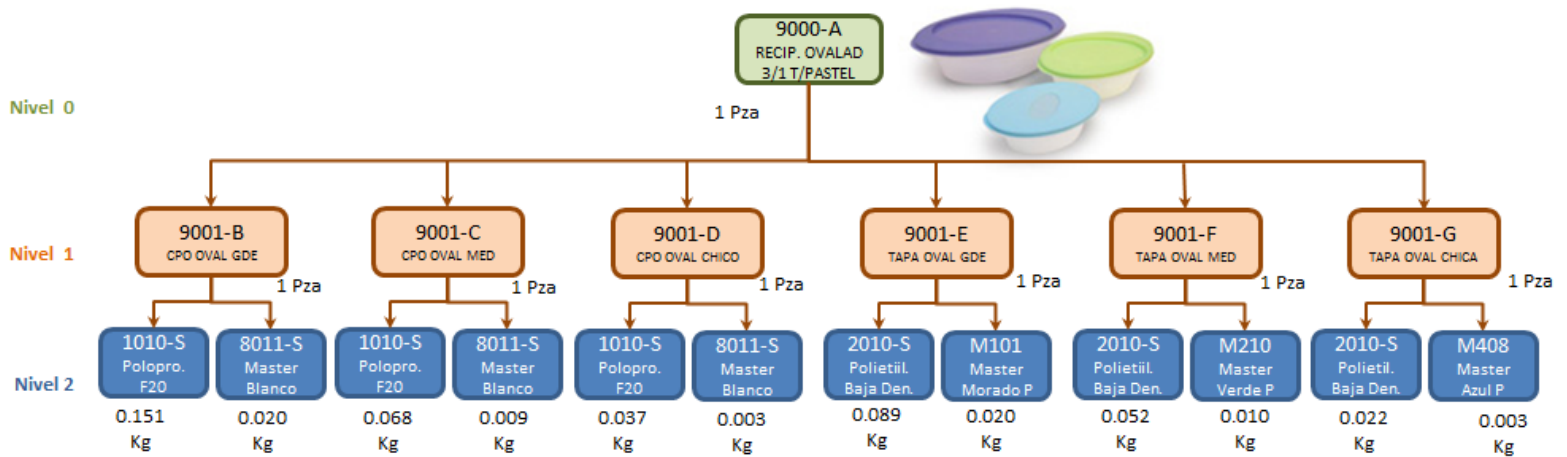 9000-A
RECIP. OVALAD
3/1 T/PASTEL
Nivel 0
1 Pza
9001-B
CPO OVAL GDE
9001-C
CPO OVAL MED
9001-D
CPO OVAL CHICO
9001-E
TAPA OVAL GDE
9001-F
TAPA OVAL MED
9001-G
TAPA OVAL CHICA
Nivel 1
1 Pza
1 Pza
1 Pza
1 Pza
1 Pza
1 Pza
Nivel 2
1010-S
Polopro.
F20
8011-S
Master
Blanco
1010-S
Polopro.
F20
8011-S
Master
Blanco
1010-S
Polopro.
F20
8011-S
Master
Blanco
2010-S
Polietiil.
Baja Den.
M101
Master
Morado P
2010-S
Polietiil.
Baja Den.
M210
Master
Verde P
2010-S
Polietil.
Baja Den.
M408
Master
Azul P
0.151
Kg
0.020
Kg
0.068
Kg
0.009
Kg
0.037
Kg
0.003
Kg
0.089
Kg
0.020
Kg
0.052
Kg
0.010
Kg
0.022
Kg
0.003
Kg